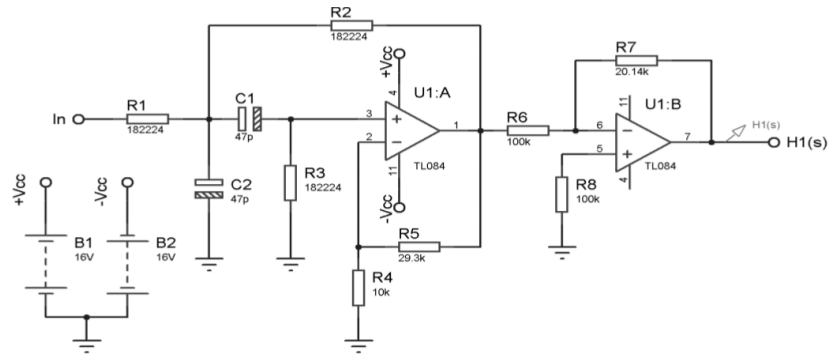 R2
182224
R7
20.14k
+Vcc
4
U1:A
C1
47p
R1
182224
In
3
2
1
TL084
11
-Vcc
R6
100k
11
U1:B
6
5
7
TL084
4
H1(s)
H1(s)
R3
182224
C2
47p
R8
100k
+Vcc
-Vcc
R5
29.3k
B1
16V
B2
16V
R4
10k